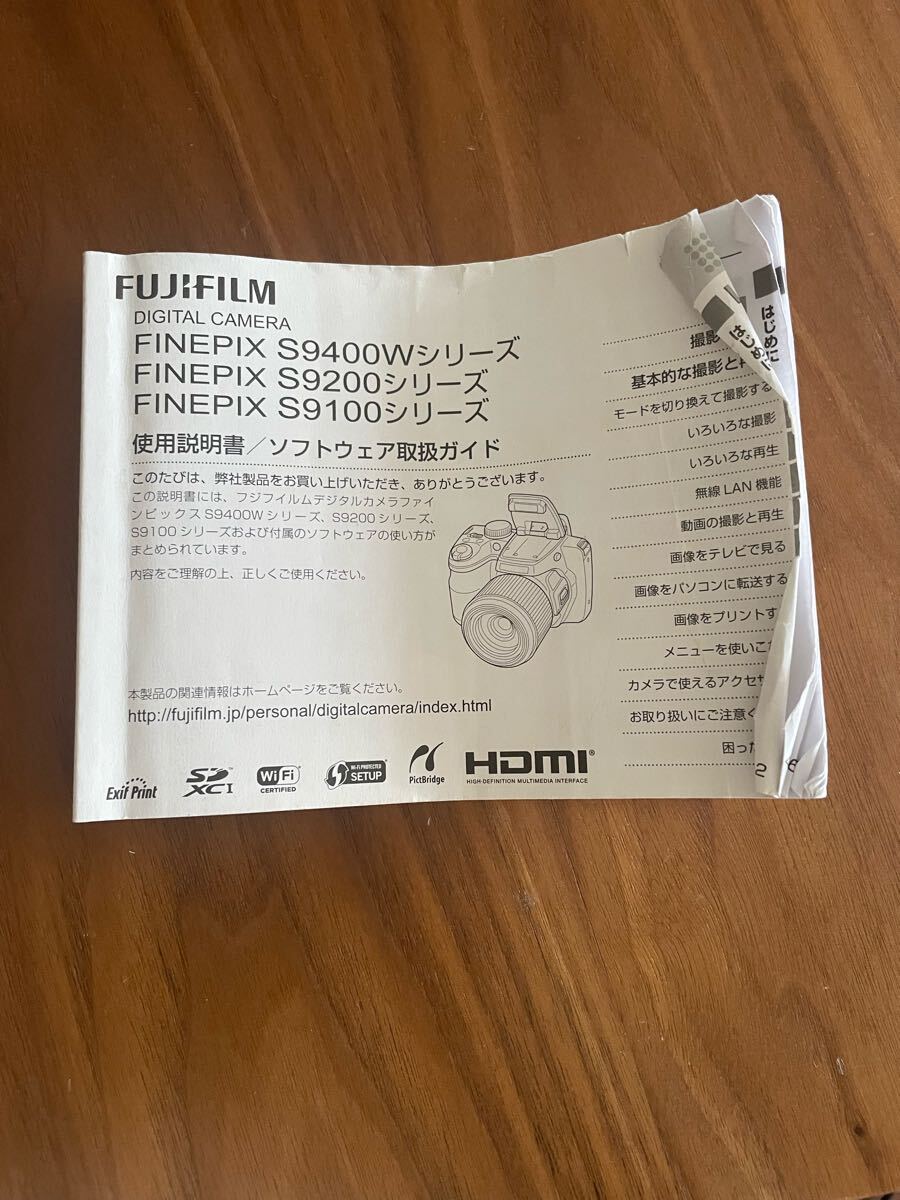 FUJIFILM
DIGITAL CAMERA
FINEPIX S9400Wシリーズ
FINEPIX S9200シリーズ
FINEPIX S9100シリーズ
使用説明書／ソフトウェア取扱ガイド
このたびは、弊社製品をお買い上げいただき、ありがとうございます。
この説明書には、フジフイルムデジタルカメラファイ
ンピックス S9400W シリーズ、S9200 シリーズ、
S9100 シリーズおよび付属のソフトウェアの使い方が
まとめられています。
内容をご理解の上、正しくご使用ください。
本製品の関連情報はホームページをご覧ください。
http://fujifilm.jp/personal/digitalcamera/index.html
Exif Print
SD XC I
Wi Fi CERTIFIED
WI-FI PROTECTED SETUP
PictBridge
HDMI
HIGH-DEFINITION MULTIMEDIA INTERFACE
はじめに
はじめに
撮影
基本的な撮影と
モードを切り換えて撮影する
いろいろな撮影
いろいろな再生
無線 LAN 機能
動画の撮影と再生
画像をテレビで見る
画像をパソコンに転送する
画像をプリントす
メニューを使いこ
カメラで使えるアクセ
お取り扱いにご注意く
困った